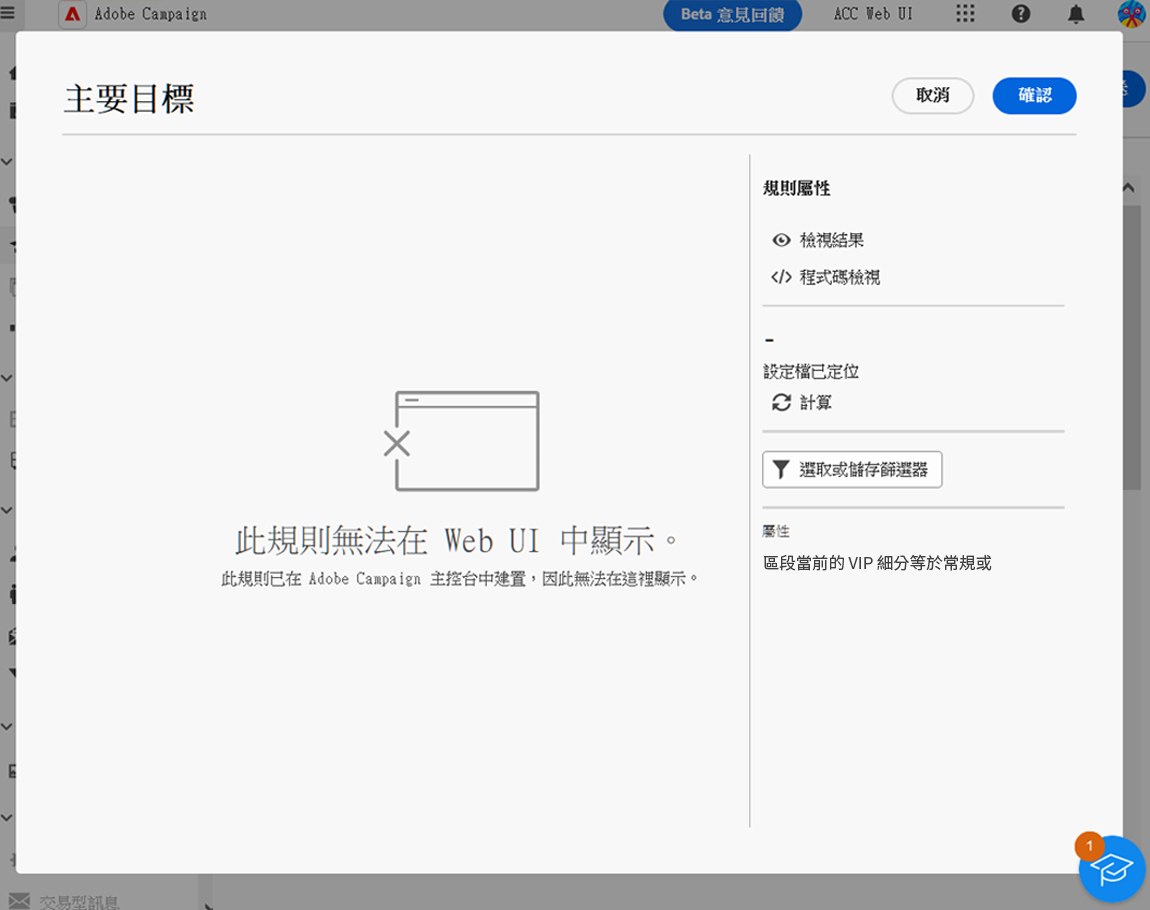 Adobe Campaign
Beta 意見回饋
ACC Web UI
主要目標
取消
確認
規則屬性
檢視結果
程式碼檢視
-
設定檔已定位
計算
選取或儲存篩選器
屬性
區段當前的 VIP 細分等於常規或
此規則無法在 Web UI 中顯示。
此規則已在 Adobe Campaign 主控台中建置，因此無法在這裡顯示。
1
交易型訊息